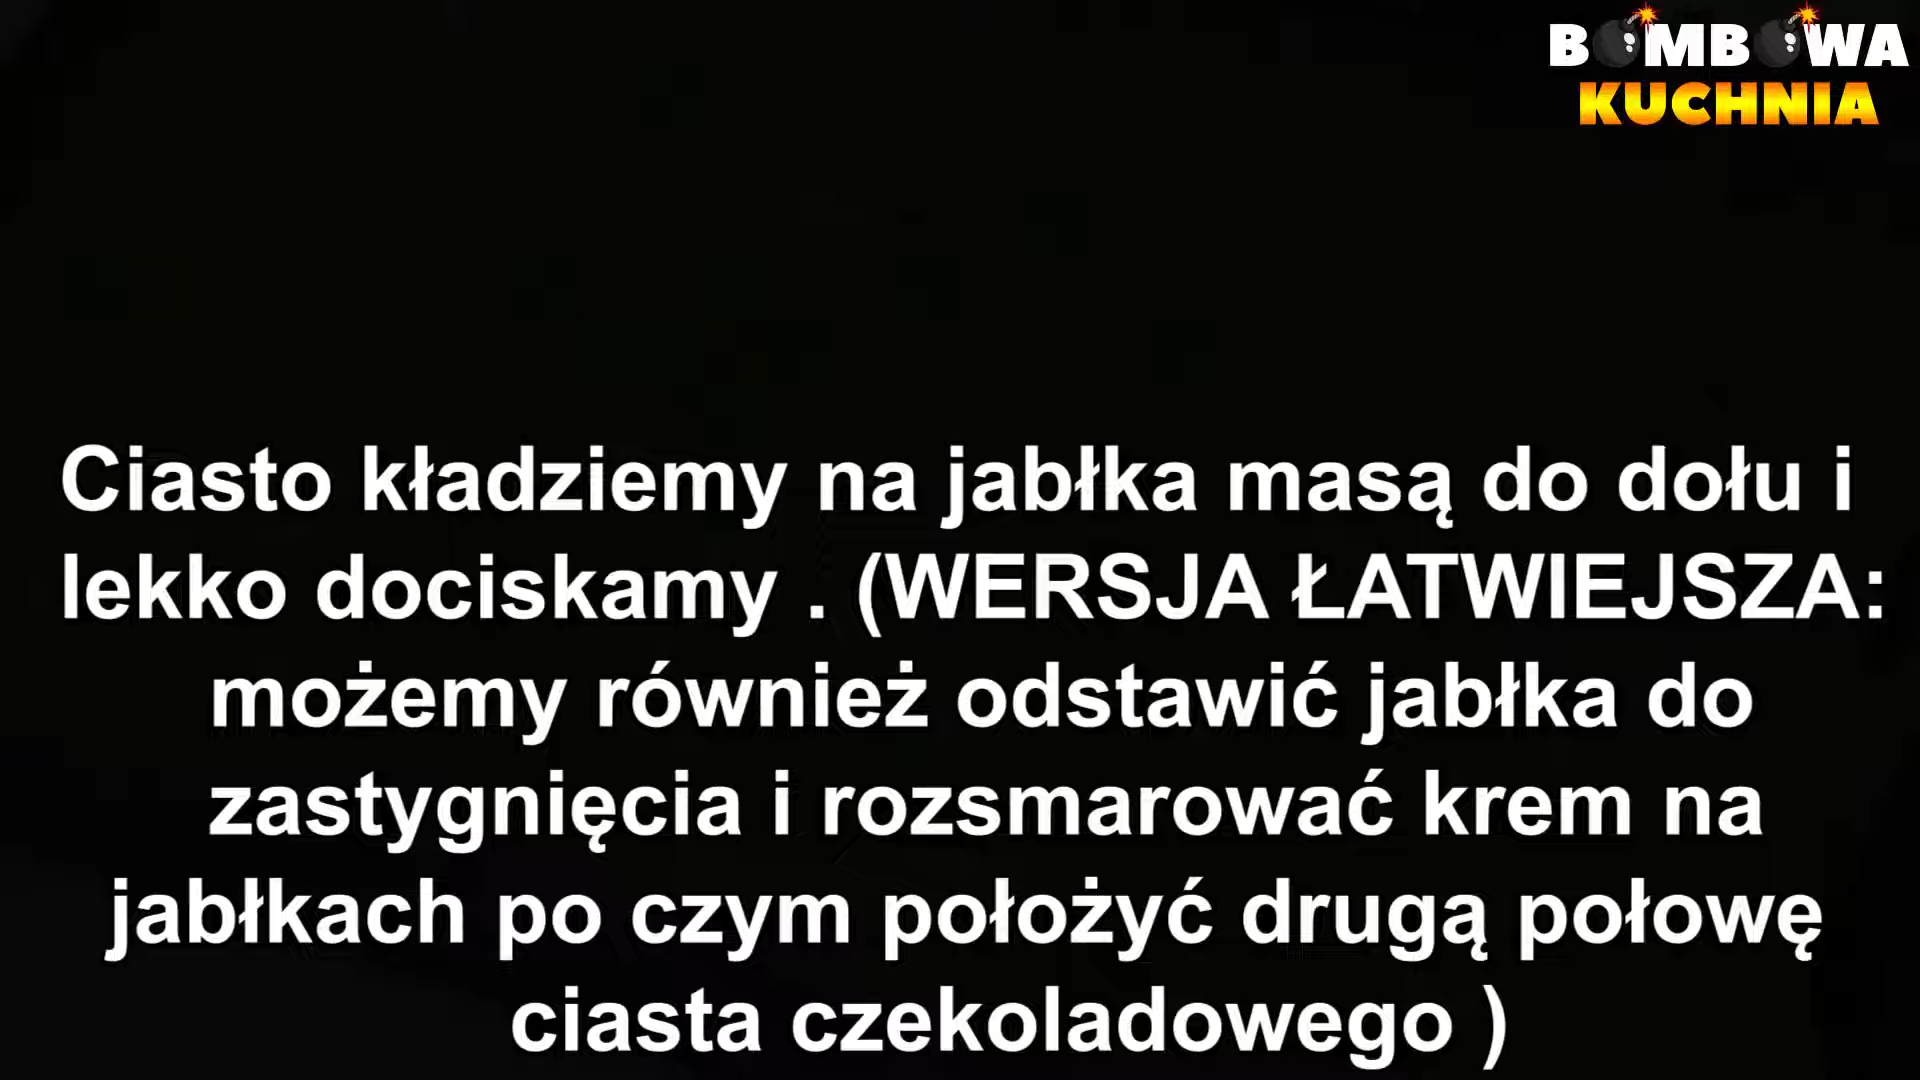 BOMBOWA
KUCHNIA
Ciasto kładziemy na jabłka masą do dołu i
lekko dociskamy . (WERSJA ŁATWIEJSZA:
możemy również odstawić jabłka do
zastygnięcia i rozsmarować krem na
jabłkach po czym położyć drugą połowę
ciasta czekoladowego )